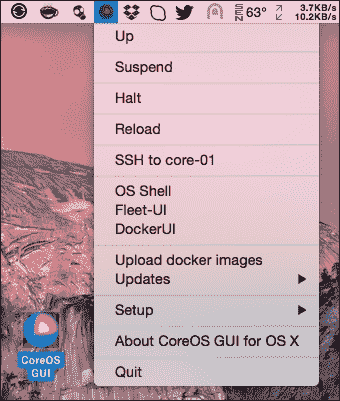 SEN 63° 3.7KB/s
10.2KB/s
Up
Suspend
Halt
Reload
SSH to core-01
OS Shell
Fleet-UI
DockerUI
Upload docker images
Updates
Setup
About CoreOS GUI for OS X
Quit
CoreOS
GUI